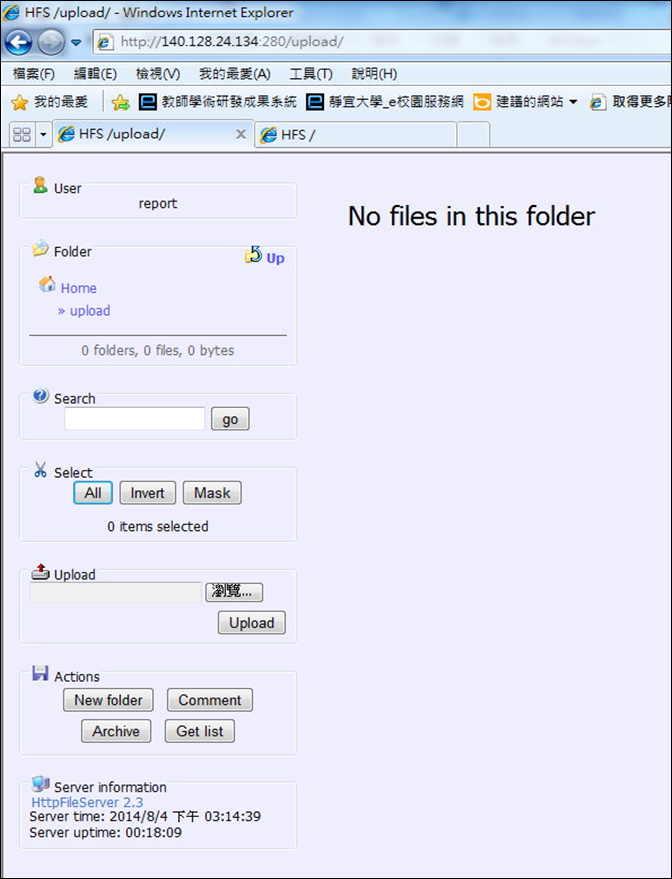 HFS /upload/ - Windows Internet Explorer
http://140.128.24.134:280/upload/
檔案(F) 編輯(E) 檢視(V) 我的最愛(A) 工具(T) 說明(H)
我的最愛 教師學術研發成果系統 靜宜大學_e校園服務網 建議的網站 取得更多
HFS /upload/ HFS /
User
report
No files in this folder
Folder
Up
Home
» upload
0 folders, 0 files, 0 bytes
Search
go
Select
All Invert Mask
0 items selected
Upload
瀏覽...
Upload
Actions
New folder Comment
Archive Get list
Server information
HttpFileServer 2.3
Server time: 2014/8/4 下午 03:14:39
Server uptime: 00:18:09